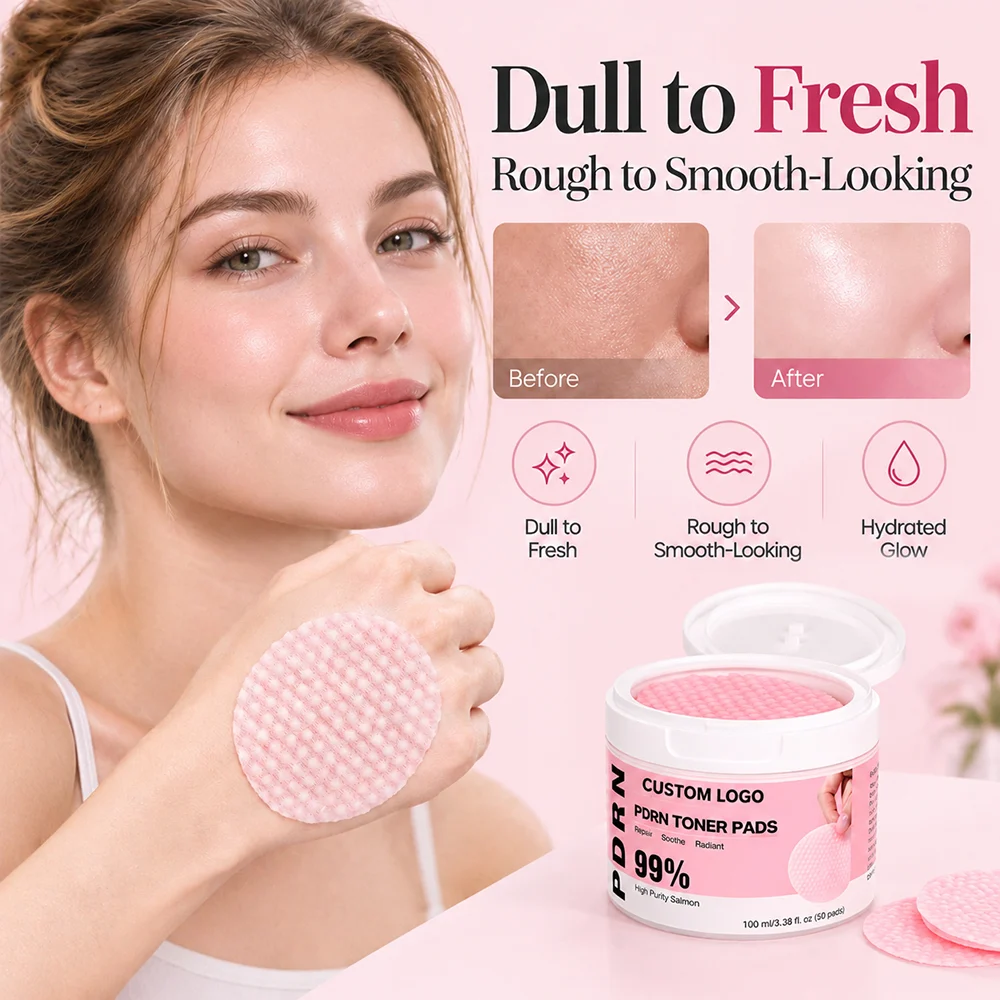 Dull to Fresh
Rough to Smooth-Looking
Before
After
Dull to
Fresh
Rough to
Smooth-Looking
Hydrated
Glow
PDRN
CUSTOM LOGO
PDRN TONER PADS
Repair Soothe Radiant
99%
High Purity Salmon
100 ml/3.38 fl. oz (50 pads)